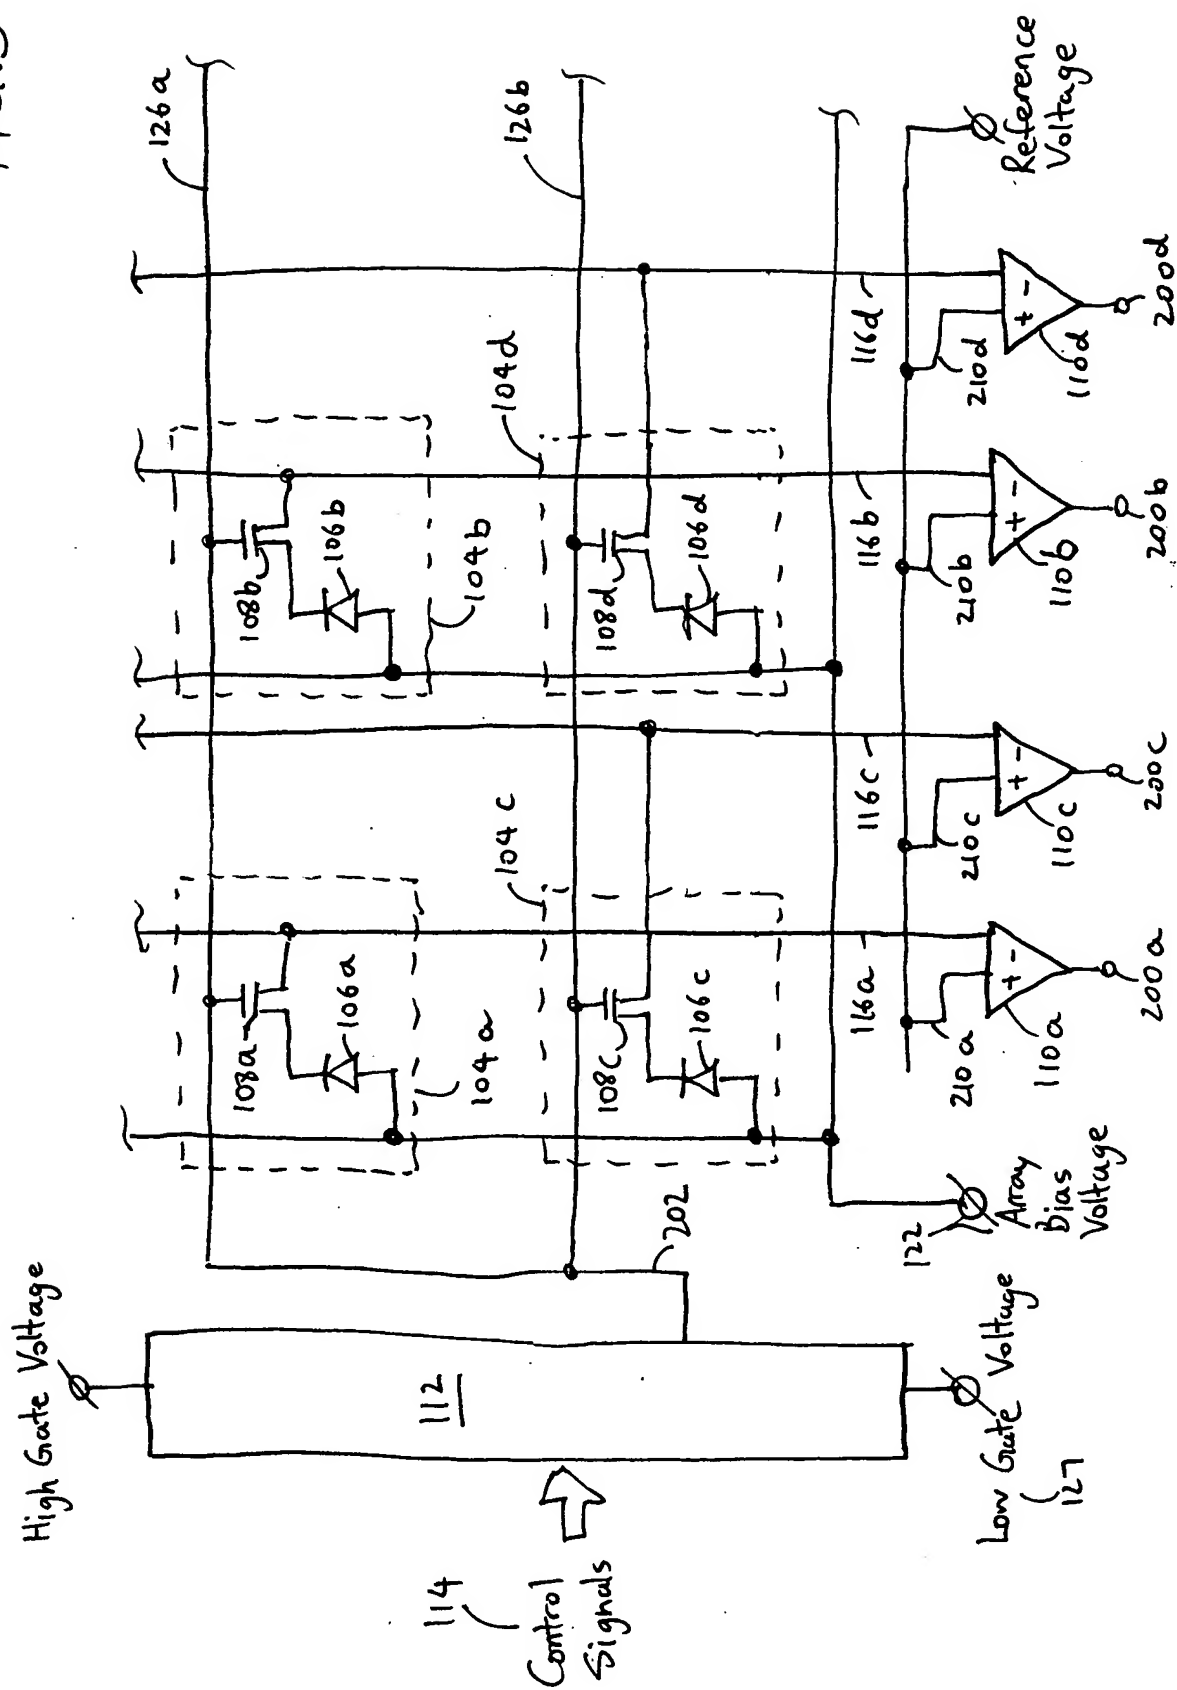 High Gate Voltage
126a
126b
108a
106a
104a
108b
106b
104b
104c
104d
108c
106c
108d
106d
112
114
Control
Signals
202
116a
116c
116b
116d
210a
210c
210b
210d
+ -
+ -
+ -
+ -
110a
110c
110b
110d
200a
200c
200b
200d
Low Gate Voltage
127
122
Array
Bias
Voltage
Reference
Voltage